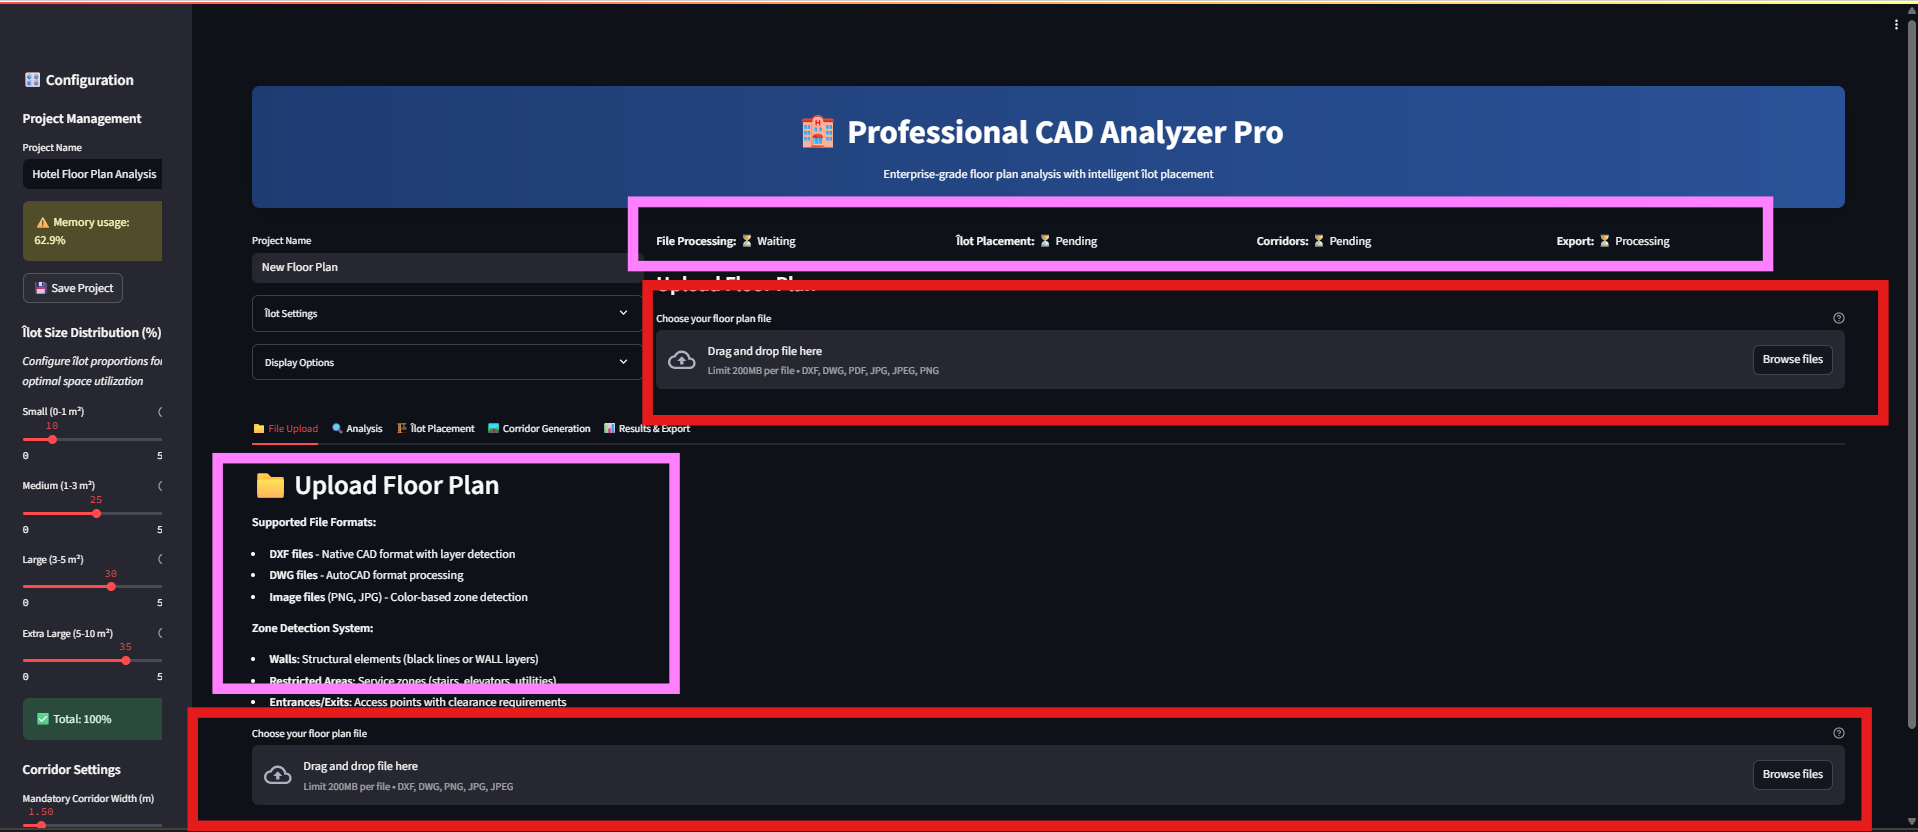 Configuration
Project Management
Project Name
Hotel Floor Plan Analysis
Memory usage:
62.9%
Save Project
Îlot Size Distribution (%)
Configure îlot proportions for
optimal space utilization
Small (0-1 m²)
10
0 5
Medium (1-3 m²)
25
0 5
Large (3-5 m²)
30
0 5
Extra Large (5-10 m²)
35
0 5
Total: 100%
Corridor Settings
Mandatory Corridor Width (m)
1.50
Professional CAD Analyzer Pro
Enterprise-grade floor plan analysis with intelligent îlot placement
Project Name
New Floor Plan
Îlot Settings
Display Options
File Processing: ⏳ Waiting
Îlot Placement: ⏳ Pending
Corridors: ⏳ Pending
Export: ⏳ Processing
Upload Floor Plan
Choose your floor plan file
Drag and drop file here
Limit 200MB per file • DXF, DWG, PDF, JPG, JPEG, PNG
Browse files
File Upload Analysis Îlot Placement Corridor Generation Results & Export
Upload Floor Plan
Supported File Formats:
• DXF files - Native CAD format with layer detection
• DWG files - AutoCAD format processing
• Image files (PNG, JPG) - Color-based zone detection
Zone Detection System:
• Walls: Structural elements (black lines or WALL layers)
• Restricted Areas: Service zones (stairs, elevators, utilities)
• Entrances/Exits: Access points with clearance requirements
Choose your floor plan file
Drag and drop file here
Limit 200MB per file • DXF, DWG, PNG, JPG, JPEG
Browse files